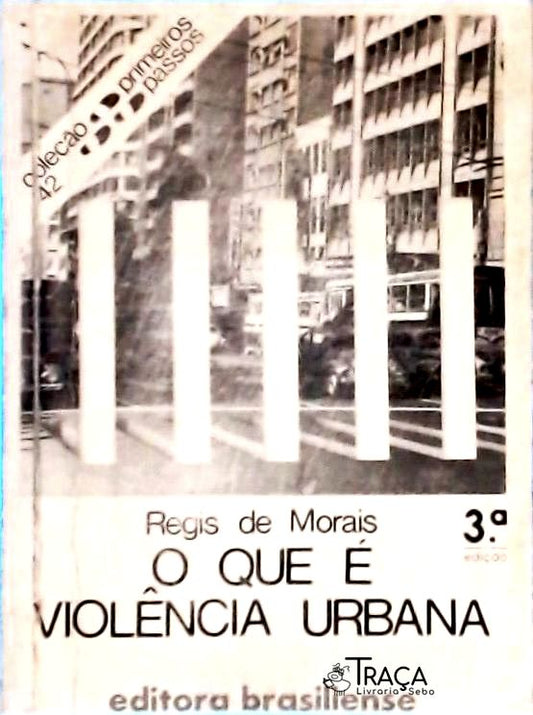 coleção
primeiros
passos
42
Regis de Morais
3.ª
edição
O QUE É
VIOLÊNCIA URBANA
TRAÇA
Livraria Sebo
editora brasiliense